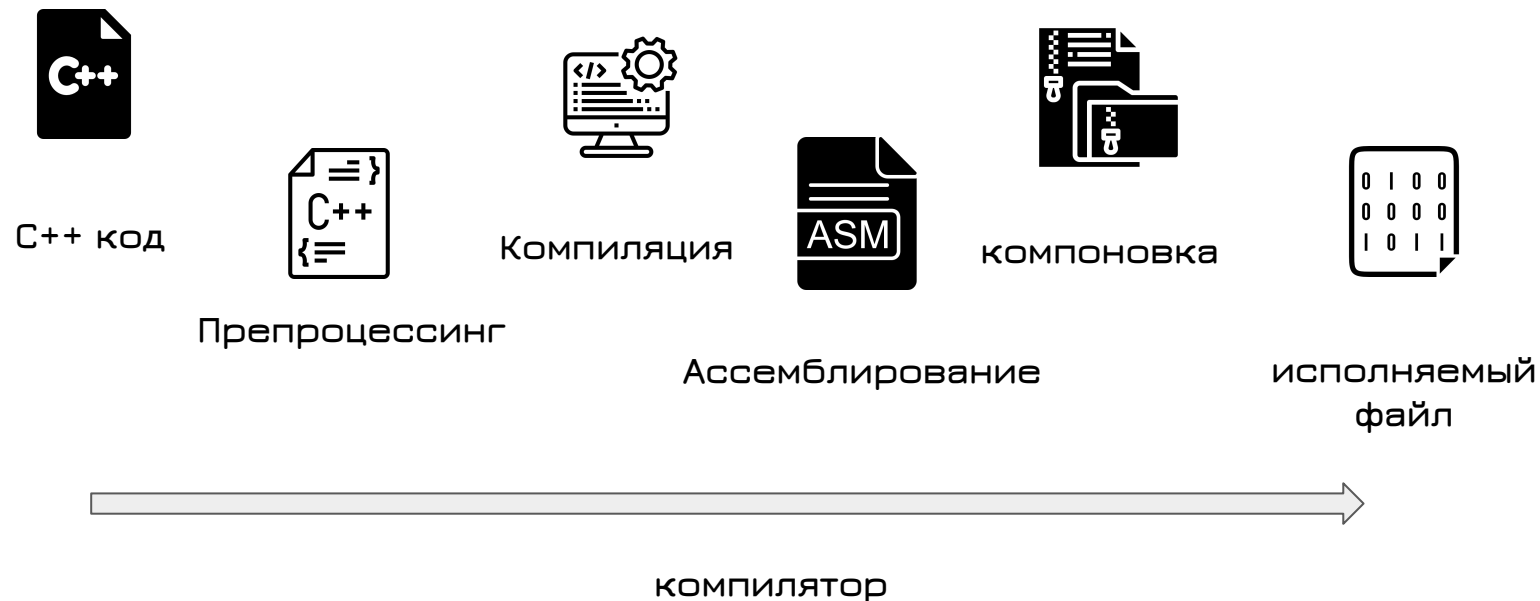 C++
C++ код
} C++ {
Препроцессинг
</>
Компиляция
ASM
Ассемблирование
компоновка
0 1 0 0
0 0 0 0
1 0 1 1
исполняемый
файл
компилятор